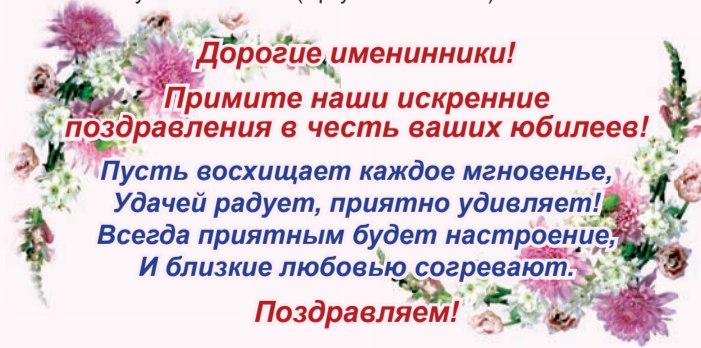 Дорогие именинники!
Примите наши искренние
поздравления в честь ваших юбилеев!
Пусть восхищает каждое мгновенье,
Удачей радует, приятно удивляет!
Всегда приятным будет настроение,
И близкие любовью согревают.
Поздравляем!